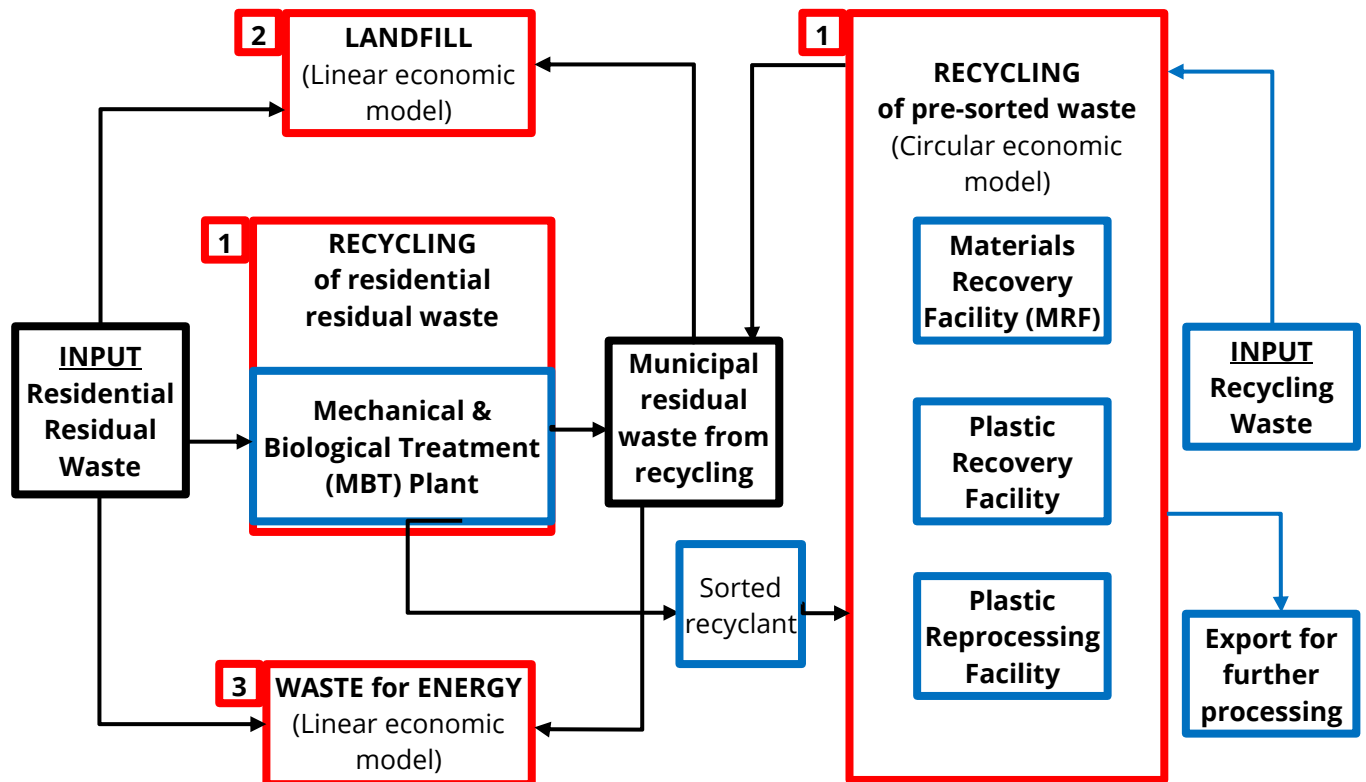 2
LANDFILL
(Linear economic
model)
1
RECYCLING
of pre-sorted waste
(Circular economic
model)
1
RECYCLING
of residential
residual waste
Materials
Recovery
Facility (MRF)
INPUT
Residential
Residual
Waste
Mechanical &
Biological Treatment
(MBT) Plant
Municipal
residual
waste from
recycling
INPUT
Recycling
Waste
Plastic
Recovery
Facility
Sorted
recyclant
Plastic
Reprocessing
Facility
Export for
further
processing
3
WASTE for ENERGY
(Linear economic
model)